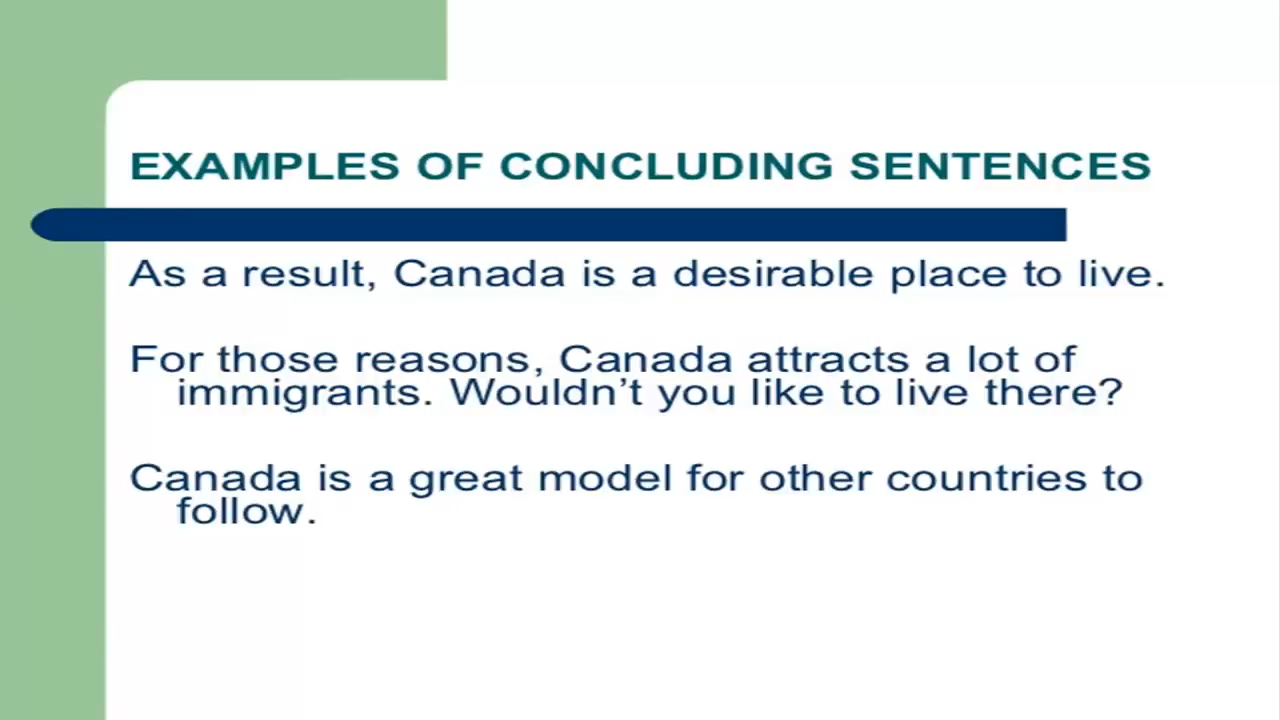 EXAMPLES OF CONCLUDING SENTENCES
As a result, Canada is a desirable place to live.
For those reasons, Canada attracts a lot of
immigrants. Wouldn’t you like to live there?
Canada is a great model for other countries to
follow.